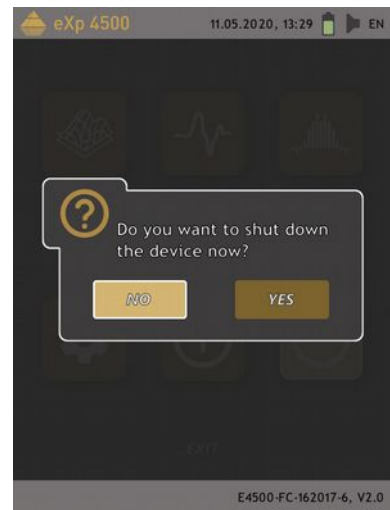 eXp 4500
11.05.2020, 13:29
EN
Do you want to shut down
the device now?
NO
YES
EXIT
E4500-FC-162017-6, V2.0